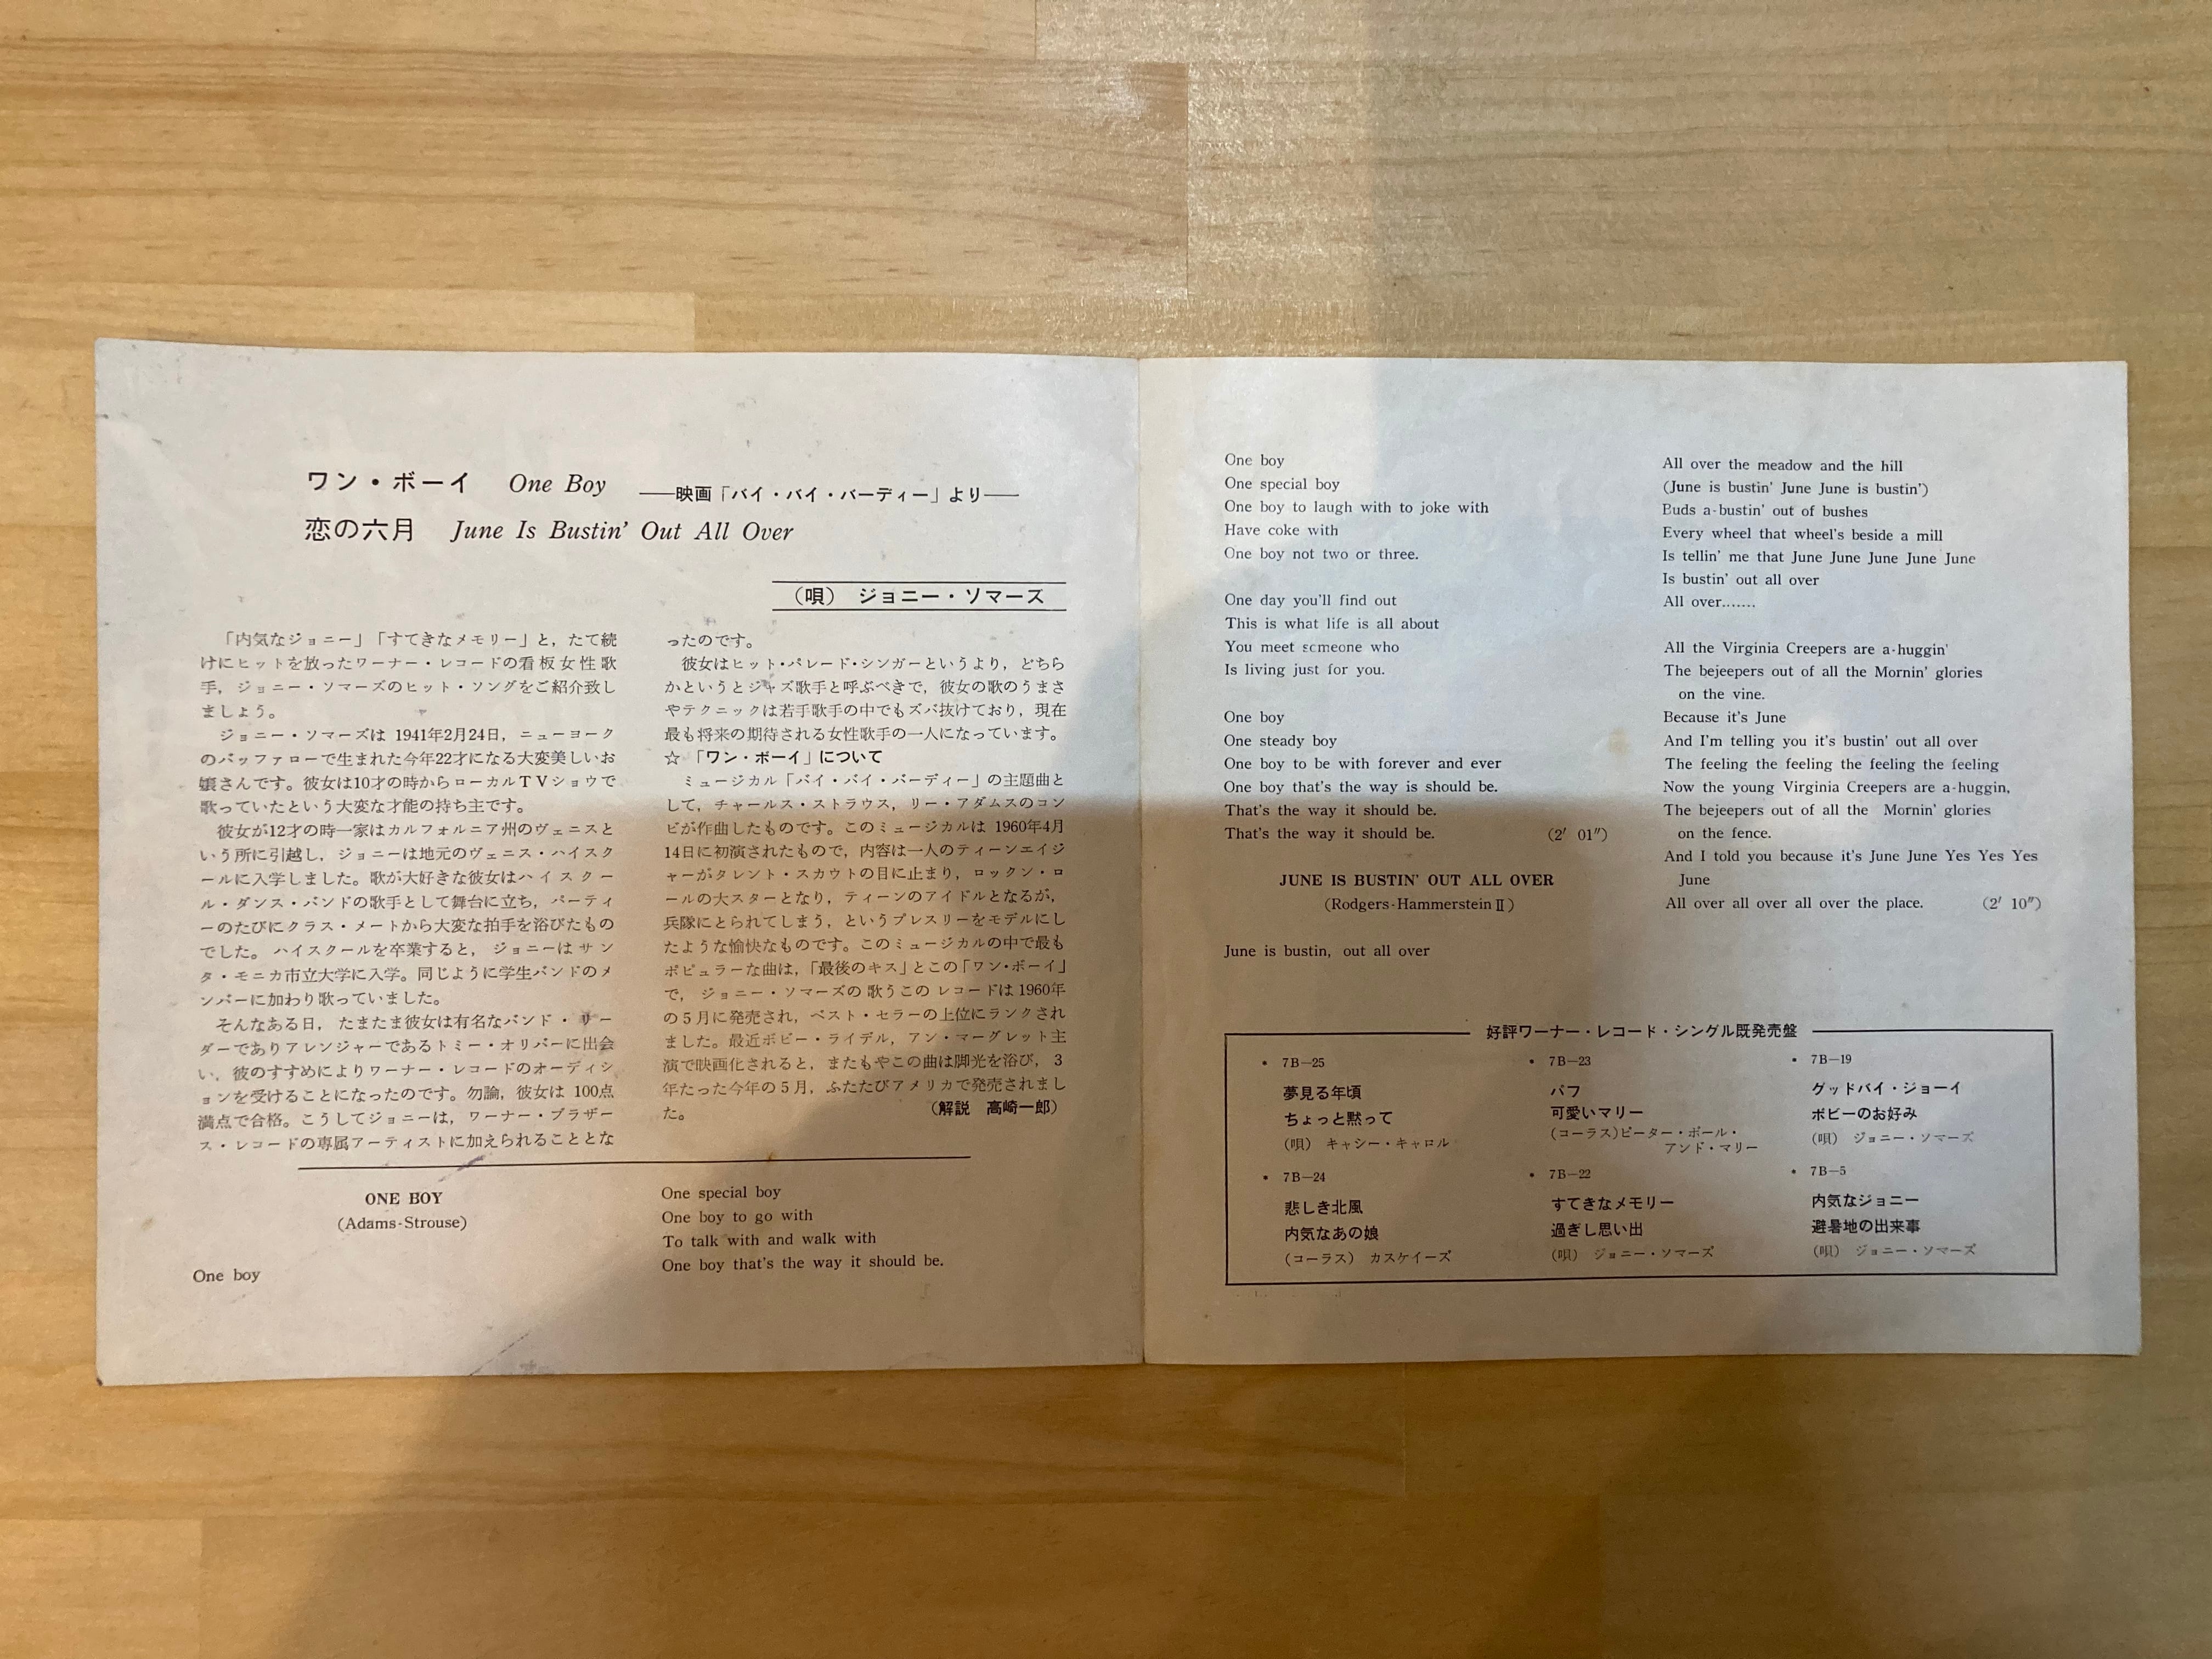 ワン・ボーイ One Boy ——映画「バイ・バイ・バーディー」より——
恋の六月 June Is Bustin' Out All Over
(唄) ジョニー・ソマーズ
「内気なジョニー」「すてきなメモリー」と，たて続
けにヒットを放ったワーナー・レコードの看板女性歌
手，ジョニー・ソマーズのヒット・ソングをご紹介致し
ましょう。
ジョニー・ソマーズは 1941年2月24日，ニューヨーク
のバッファローで生まれた今年22才になる大変美しいお
嬢さんです。彼女は10才の時からローカルTVショウで
歌っていたという大変な才能の持ち主です。
彼女が12才の時一家はカルフォルニア州のヴェニスと
いう所に引越し，ジョニーは地元のヴェニス・ハイスク
ールに入学しました。歌が大好きな彼女はハイスクー
ル・ダンス・バンドの歌手として舞台に立ち，パーティ
ーのたびにクラス・メートから大変な拍手を浴びたもの
でした。ハイスクールを卒業すると，ジョニーはサン
タ・モニカ市立大学に入学。同じように学生バンドのメ
ンバーに加わり歌っていました。
そんなある日，たまたま彼女は有名なバンド・リー
ダーでありアレンジャーであるトミー・オリバーに出会
い，彼のすすめによりワーナー・レコードのオーディシ
ョンを受けることになったのです。勿論，彼女は 100点
満点で合格。こうしてジョニーは，ワーナー・ブラザー
ス・レコードの専属アーティストに加えられることとな
ったのです。
彼女はヒット・パレード・シンガーというより，どちら
かというとジャズ歌手と呼ぶべきで，彼女の歌のうまさ
やテクニックは若手歌手の中でもズバ抜けており，現在
最も将来の期待される女性歌手の一人になっています。
☆「ワン・ボーイ」について
ミュージカル「バイ・バイ・バーディー」の主題曲と
して，チャールス・ストラウス，リー・アダムスのコン
ビが作曲したものです。このミュージカルは 1960年4月
14日に初演されたもので，内容は一人のティーンエイジ
ャーがタレント・スカウトの目に止まり，ロックン・ロ
ールの大スターとなり，ティーンのアイドルとなるが，
兵隊にとられてしまう，というプレスリーをモデルにし
たような愉快なものです。このミュージカルの中で最も
ポピュラーな曲は，「最後のキス」とこの「ワン・ボーイ」
で，ジョニー・ソマーズの歌うこのレコードは1960年
の5月に発売され，ベスト・セラーの上位にランクされ
ました。最近ボビー・ライデル，アン・マーグレット主
演で映画化されると，またもやこの曲は脚光を浴び，3
年たった今年の5月，ふたたびアメリカで発売されまし
た。 (解説 高崎一郎)
ONE BOY
(Adams-Strouse)
One boy
One special boy
One boy to go with
To talk with and walk with
One boy that's the way it should be.
One boy
One special boy
One boy to laugh with to joke with
Have coke with
One boy not two or three.
One day you'll find out
This is what life is all about
You meet scmeone who
Is living just for you.
One boy
One steady boy
One boy to be with forever and ever
One boy that's the way is should be.
That's the way it should be.
That's the way it should be. (2′ 01″)
JUNE IS BUSTIN' OUT ALL OVER
(Rodgers-Hammerstein Ⅱ)
June is bustin, out all over
All over the meadow and the hill
(June is bustin' June June is bustin')
Buds a-bustin' out of bushes
Every wheel that wheel's beside a mill
Is tellin' me that June June June June June
Is bustin' out all over
All over.......
All the Virginia Creepers are a-huggin'
The bejeepers out of all the Mornin' glories
on the vine.
Because it's June
And I'm telling you it's bustin' out all over
The feeling the feeling the feeling the feeling
Now the young Virginia Creepers are a-huggin,
The bejeepers out of all the Mornin' glories
on the fence.
And I told you because it's June June Yes Yes Yes
June
All over all over all over the place. (2′ 10″)
好評ワーナー・レコード・シングル既発売盤
• 7B—25
夢見る年頃
ちょっと黙って
(唄) キャシー・キャロル
• 7B—24
悲しき北風
内気なあの娘
(コーラス) カスケイーズ
• 7B—23
パフ
可愛いマリー
(コーラス)ピーター・ポール・
アンド・マリー
• 7B—22
すてきなメモリー
過ぎし思い出
(唄) ジョニー・ソマーズ
• 7B—19
グッドバイ・ジョーイ
ボビーのお好み
(唄) ジョニー・ソマーズ
• 7B—5
内気なジョニー
避暑地の出来事
(唄) ジョニー・ソマーズ